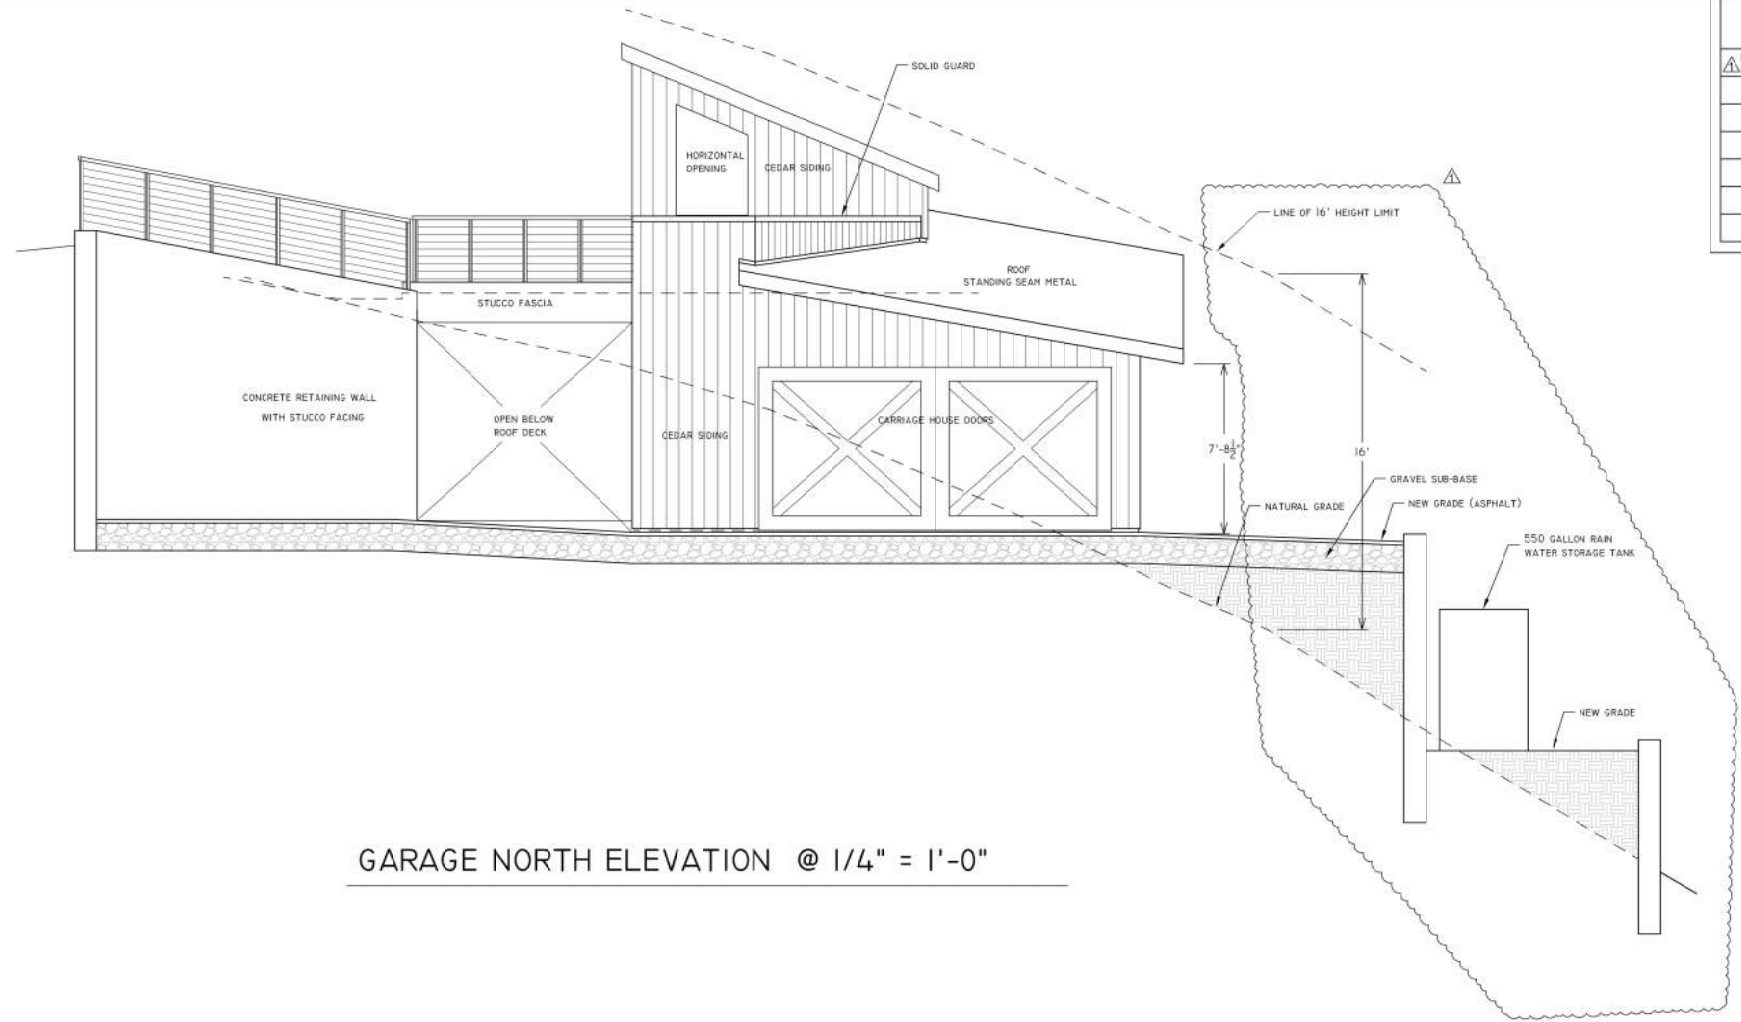 SOLID GUARD
1
HORIZONTAL
OPENING
CEDAR SIDING
1
LINE OF 16' HEIGHT LIMIT
ROOF
STANDING SEAM METAL
STUCCO FASCIA
CONCRETE RETAINING WALL
WITH STUCCO FACING
OPEN BELOW
ROOF DECK
CEDAR SIDING
CARRIAGE HOUSE DOORS
7'-8½"
16'
GRAVEL SUB-BASE
NATURAL GRADE
NEW GRADE (ASPHALT)
550 GALLON RAIN
WATER STORAGE TANK
NEW GRADE
GARAGE NORTH ELEVATION @ 1/4" = 1'-0"